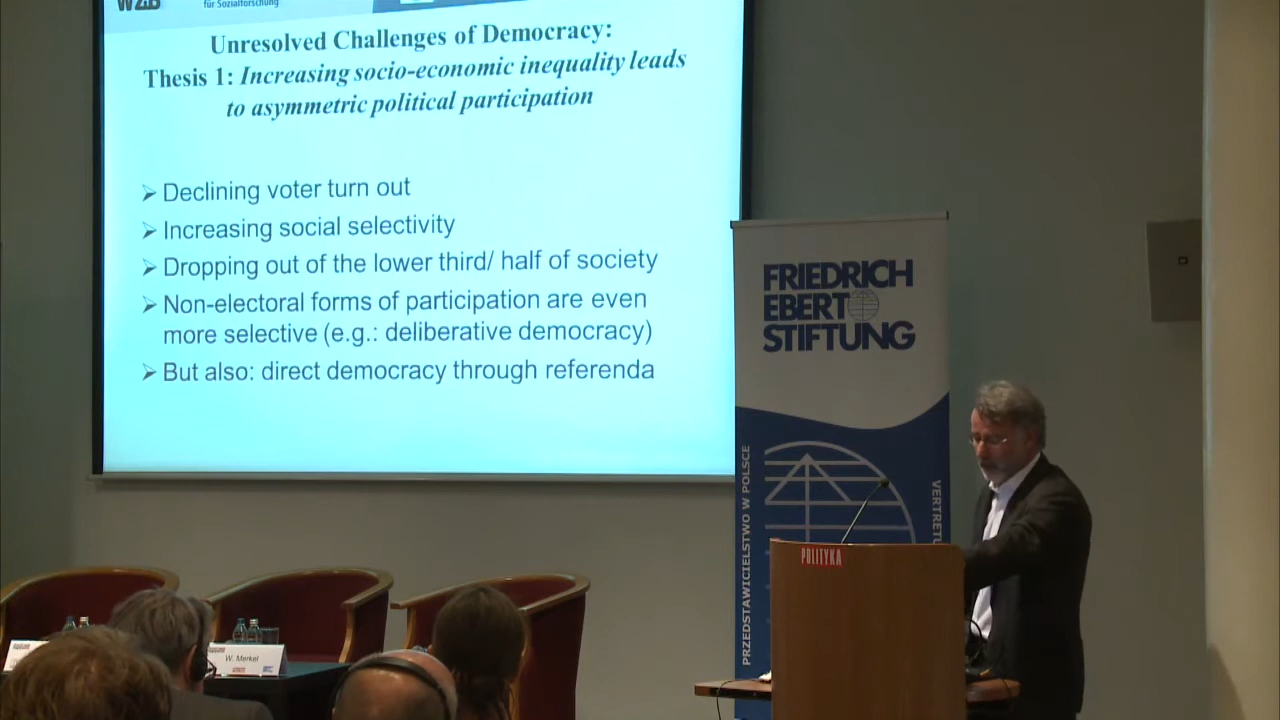 WZB
für Sozialforschung
Unresolved Challenges of Democracy:
Thesis 1: Increasing socio-economic inequality leads
to asymmetric political participation
➢ Declining voter turn out
➢ Increasing social selectivity
➢ Dropping out of the lower third/ half of society
➢ Non-electoral forms of participation are even
more selective (e.g.: deliberative democracy)
➢ But also: direct democracy through referenda
FRIEDRICH
EBERT
STIFTUNG
PRZEDSTAWICIELSTWO W POLSCE
VERTRETU
POLITYKA
W. Merkel